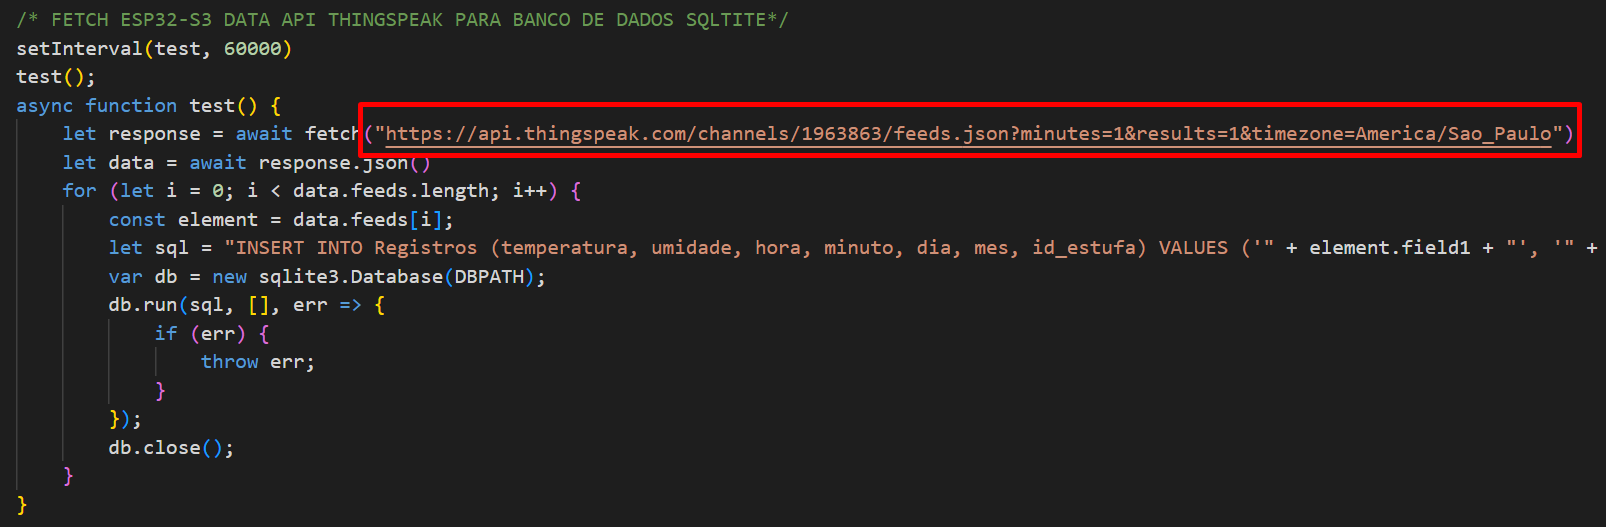 /* FETCH ESP32-S3 DATA API THINGSPEAK PARA BANCO DE DADOS SQLTITE*/
setInterval(test, 60000)
test();
async function test() {
let response = await fetch("https://api.thingspeak.com/channels/1963863/feeds.json?minutes=1&results=1&timezone=America/Sao_Paulo")
let data = await response.json()
for (let i = 0; i < data.feeds.length; i++) {
const element = data.feeds[i];
let sql = "INSERT INTO Registros (temperatura, umidade, hora, minuto, dia, mes, id_estufa) VALUES ('" + element.field1 + "', '" +
var db = new sqlite3.Database(DBPATH);
db.run(sql, [], err => {
if (err) {
throw err;
}
});
db.close();
}
}